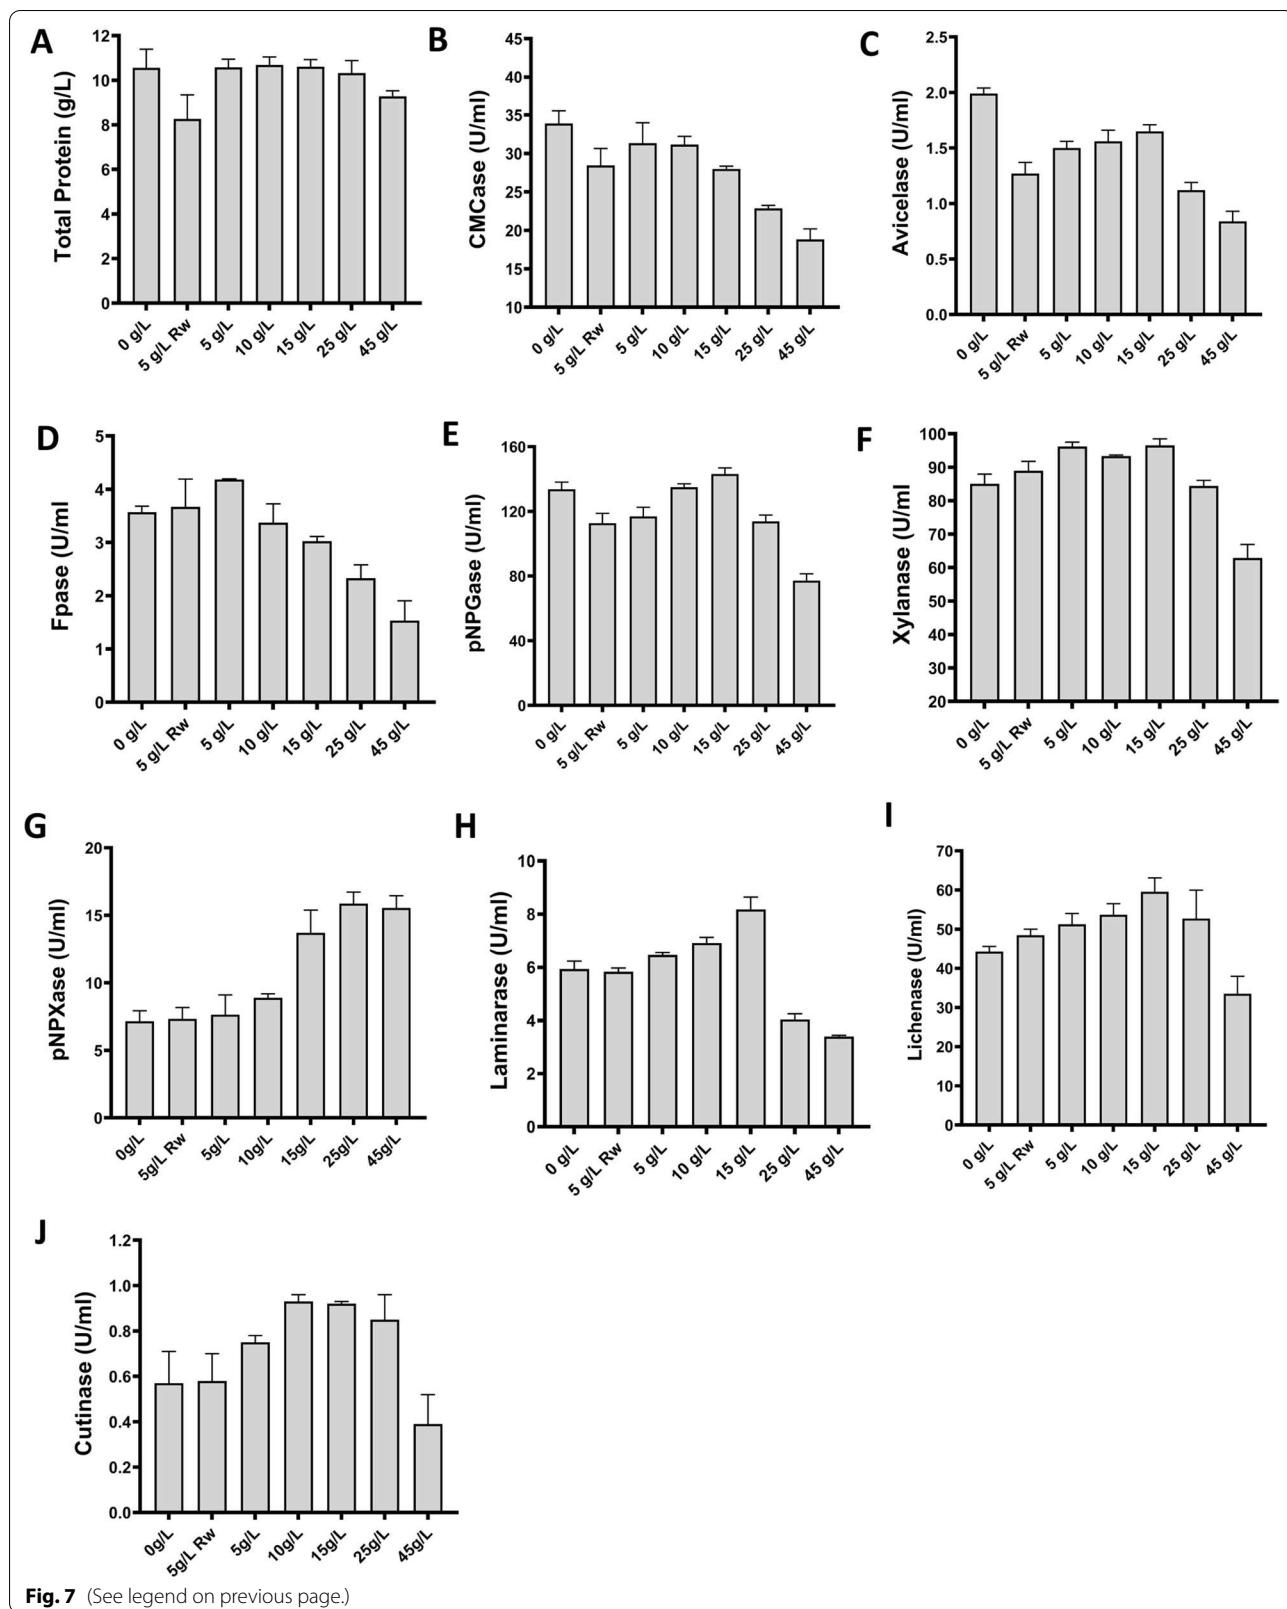 A
Total Protein (g/L)
12
10
8
6
4
2
0
0 g/L
5 g/L Rw
5 g/L
10 g/L
15 g/L
25 g/L
45 g/L
B
CMCase (U/ml)
45
40
35
30
25
20
15
10
0 g/L
5 g/L Rw
5 g/L
10 g/L
15 g/L
25 g/L
45 g/L
C
Avicelase (U/ml)
2.5
2.0
1.5
1.0
0.5
0.0
0 g/L
5 g/L Rw
5 g/L
10 g/L
15 g/L
25 g/L
45 g/L
D
Fpase (U/ml)
5
4
3
2
1
0
0 g/L
5 g/L Rw
5 g/L
10 g/L
15 g/L
25 g/L
45 g/L
E
pNPGase (U/ml)
160
120
80
40
0
0 g/L
5 g/L Rw
5 g/L
10 g/L
15 g/L
25 g/L
45 g/L
F
Xylanase (U/ml
100
90
80
70
60
50
40
30
20
0 g/L
5 g/L Rw
5 g/L
10 g/L
15 g/L
25 g/L
45 g/L
G
pNPXase (U/ml)
20
15
10
5
0
0g/L
5g/L Rw
5g/L
10g/L
15g/L
25g/L
45g/L
H
Laminarase (U/ml)
10
8
6
4
2
0
0 g/L
5 g/L Rw
5 g/L
10 g/L
15 g/L
25 g/L
45 g/L
I
Lichenase (U/ml)
70
60
50
40
30
20
10
0
0 g/L
5 g/L Rw
5 g/L
10 g/L
15 g/L
25 g/L
45 g/L
J
Cutinase (U/ml)
1.2
1.0
0.8
0.6
0.4
0.2
0.0
0g/L
5g/L Rw
5g/L
10g/L
15g/L
25g/L
45g/L
Fig. 7 (See legend on previous page.)